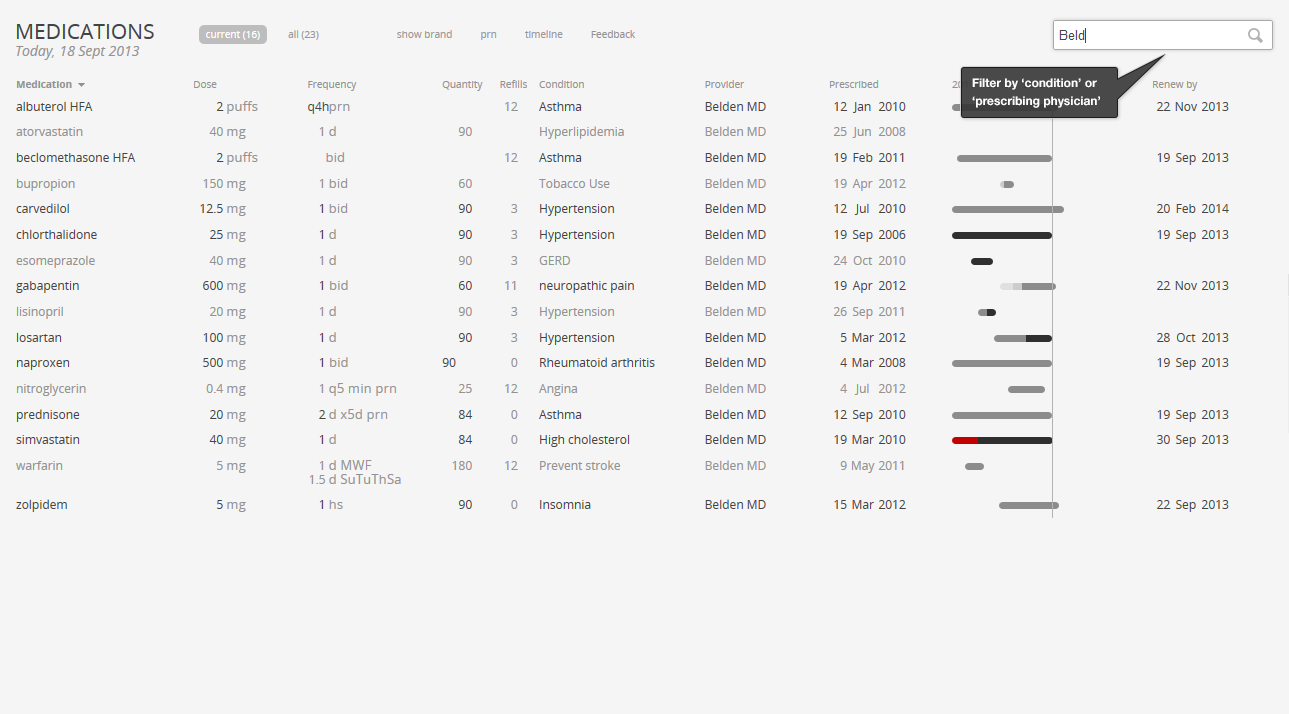 MEDICATIONS current (16) all (23) show brand prn timeline Feedback Beld
Today, 18 Sept 2013
Filter by ‘condition’ or
‘prescribing physician’
Medication Dose Frequency Quantity Refills Condition Provider Prescribed 20 Renew by
albuterol HFA 2 puffs q4hprn 12 Asthma Belden MD 12 Jan 2010 22 Nov 2013
atorvastatin 40 mg 1 d 90 Hyperlipidemia Belden MD 25 Jun 2008
beclomethasone HFA 2 puffs bid 12 Asthma Belden MD 19 Feb 2011 19 Sep 2013
bupropion 150 mg 1 bid 60 Tobacco Use Belden MD 19 Apr 2012
carvedilol 12.5 mg 1 bid 90 3 Hypertension Belden MD 12 Jul 2010 20 Feb 2014
chlorthalidone 25 mg 1 d 90 3 Hypertension Belden MD 19 Sep 2006 19 Sep 2013
esomeprazole 40 mg 1 d 90 3 GERD Belden MD 24 Oct 2010
gabapentin 600 mg 1 bid 60 11 neuropathic pain Belden MD 19 Apr 2012 22 Nov 2013
lisinopril 20 mg 1 d 90 3 Hypertension Belden MD 26 Sep 2011
losartan 100 mg 1 d 90 3 Hypertension Belden MD 5 Mar 2012 28 Oct 2013
naproxen 500 mg 1 bid 90 0 Rheumatoid arthritis Belden MD 4 Mar 2008 19 Sep 2013
nitroglycerin 0.4 mg 1 q5 min prn 25 12 Angina Belden MD 4 Jul 2012
prednisone 20 mg 2 d x5d prn 84 0 Asthma Belden MD 12 Sep 2010 19 Sep 2013
simvastatin 40 mg 1 d 84 0 High cholesterol Belden MD 19 Mar 2010 30 Sep 2013
warfarin 5 mg 1 d MWF 180 12 Prevent stroke Belden MD 9 May 2011
1.5 d SuTuThSa
zolpidem 5 mg 1 hs 90 0 Insomnia Belden MD 15 Mar 2012 22 Sep 2013